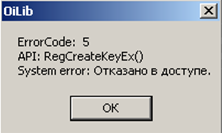 OiLib
ErrorCode: 5
API: RegCreateKeyEx()
System error: Отказано в доступе.
OK